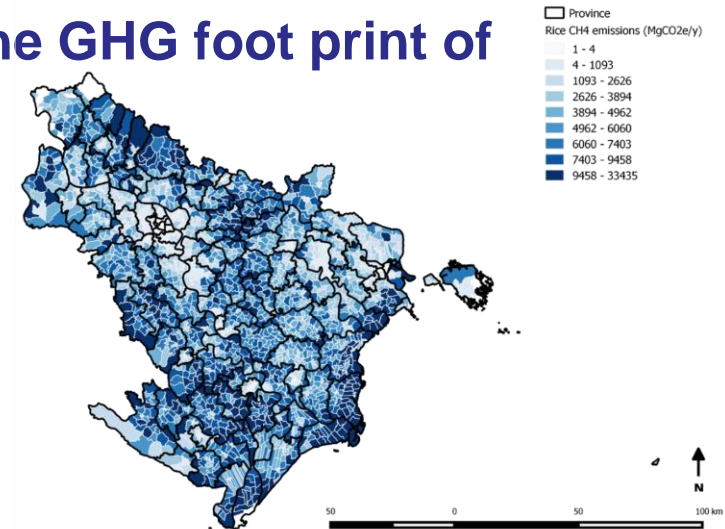 ne GHG foot print of
Province
Rice CH4 emissions (MgCO2e/y)
1 - 4
4 - 1093
1093 - 2626
2626 - 3894
3894 - 4962
4962 - 6060
6060 - 7403
7403 - 9458
9458 - 33435
N
50 0 50 100 km